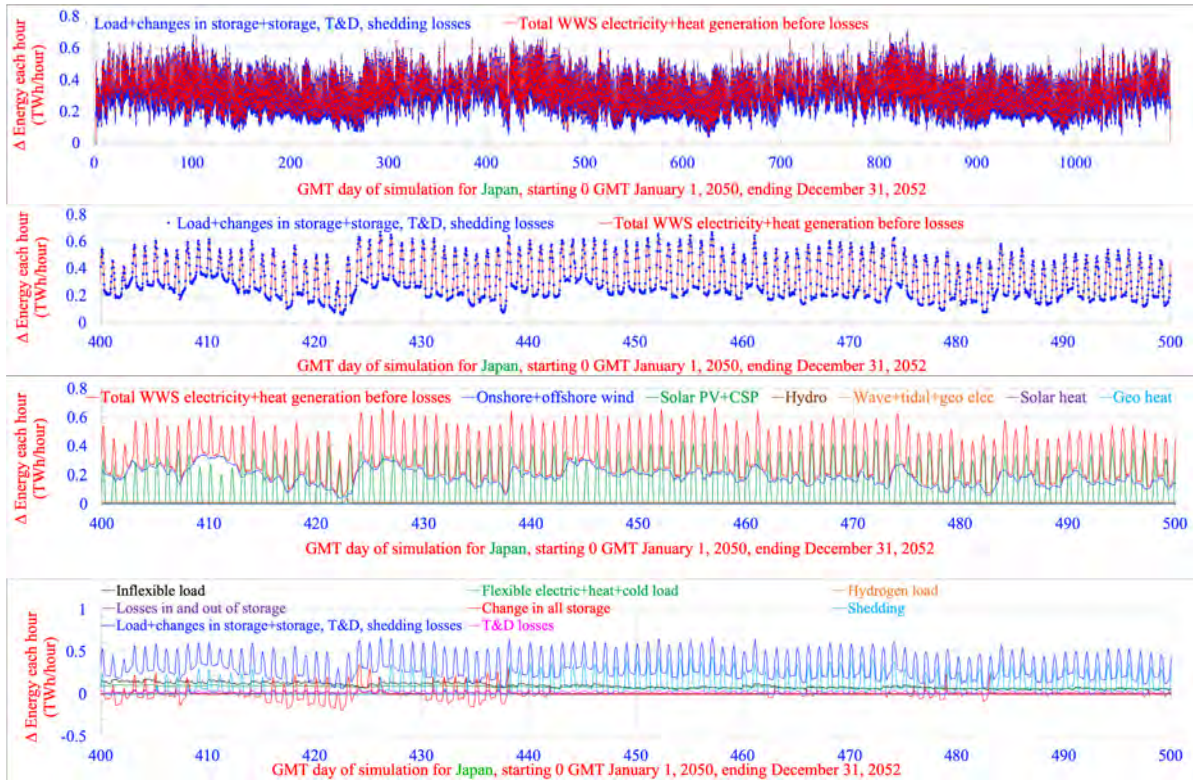 Load+changes in storage+storage, T&D, shedding losses —Total WWS electricity+heat generation before losses
Δ Energy each hour
(TWh/hour)
0.8
0.6
0.4
0.2
0
0 100 200 300 400 500 600 700 800 900 1000
GMT day of simulation for Japan, starting 0 GMT January 1, 2050, ending December 31, 2052
Load+changes in storage+storage, T&D, shedding losses —Total WWS electricity+heat generation before losses
Δ Energy each hour
(TWh/hour)
0.8
0.6
0.4
0.2
0
400 410 420 430 440 450 460 470 480 490 500
GMT day of simulation for Japan, starting 0 GMT January 1, 2050, ending December 31, 2052
—Total WWS electricity+heat generation before losses —Onshore+offshore wind —Solar PV+CSP —Hydro —Wave+tidal+geo elec —Solar heat —Geo heat
Δ Energy each hour
(TWh/hour)
0.8
0.6
0.4
0.2
0
400 410 420 430 440 450 460 470 480 490 500
GMT day of simulation for Japan, starting 0 GMT January 1, 2050, ending December 31, 2052
—Inflexible load —Flexible electric+heat+cold load —Hydrogen load
—Losses in and out of storage —Change in all storage —Shedding
—Load+changes in storage+storage, T&D, shedding losses —T&D losses
Δ Energy each hour
(TWh/hour)
1
0.5
0
-0.5
400 410 420 430 440 450 460 470 480 490 500
GMT day of simulation for Japan, starting 0 GMT January 1, 2050, ending December 31, 2052